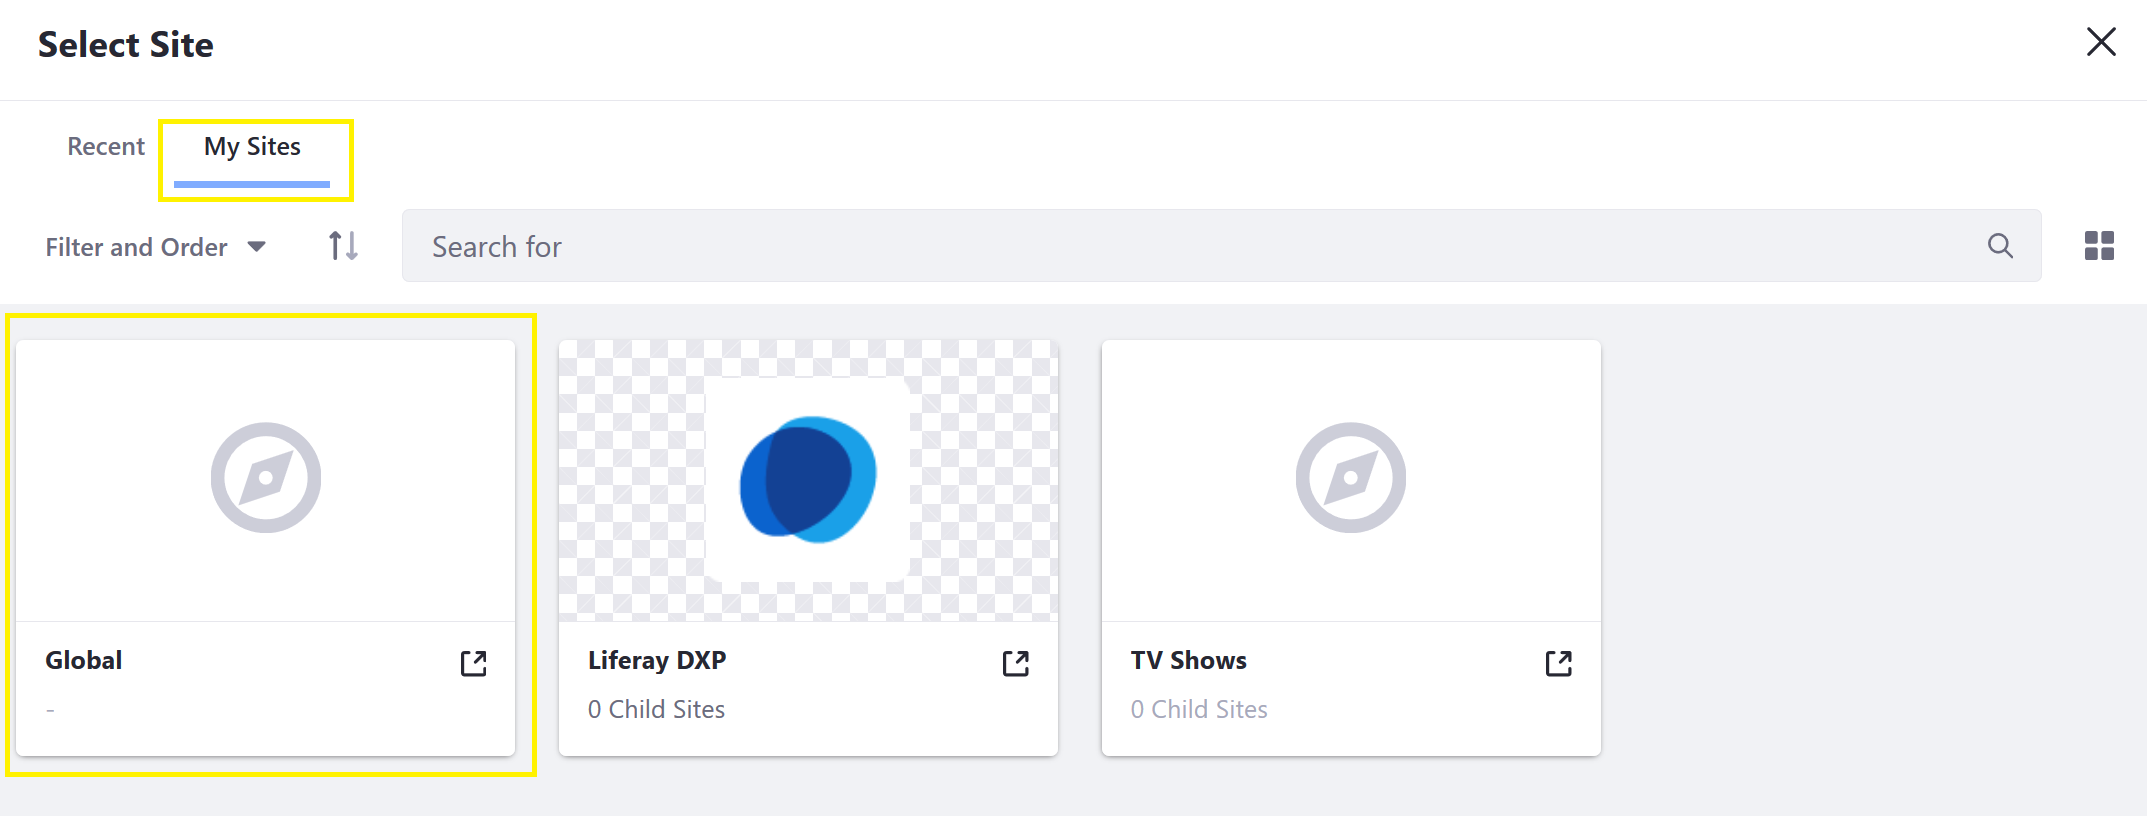 Select Site
Recent My Sites
Filter and Order Search for
Global Liferay DXP TV Shows
- 0 Child Sites 0 Child Sites